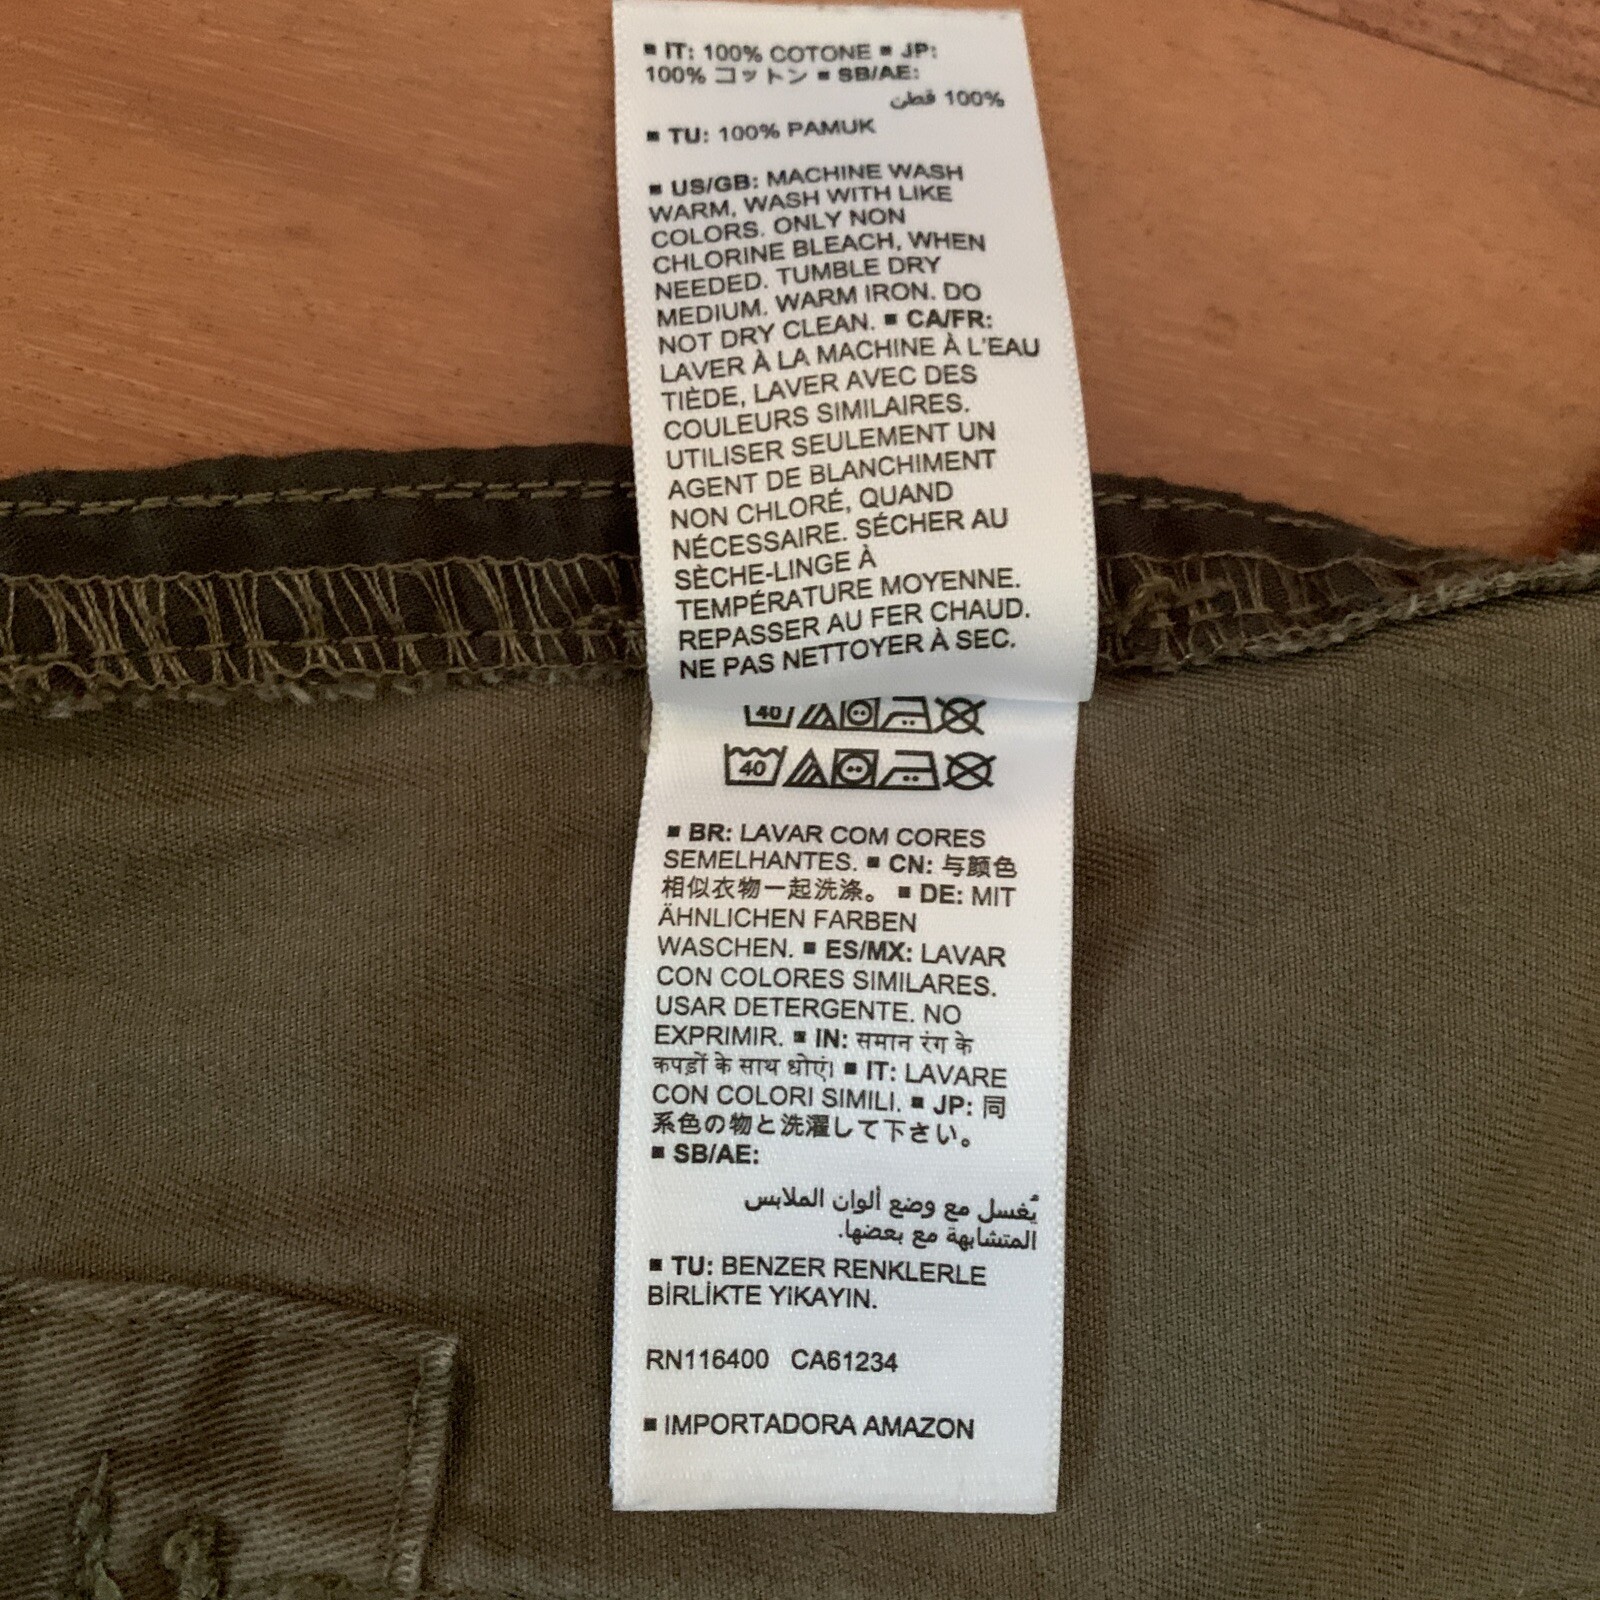 ▪ IT: 100% COTONE ▪ JP:
100% コットン ▪ SB/AE:
100% قطن
▪ TU: 100% PAMUK
▪ US/GB: MACHINE WASH
WARM, WASH WITH LIKE
COLORS. ONLY NON
CHLORINE BLEACH, WHEN
NEEDED. TUMBLE DRY
MEDIUM. WARM IRON. DO
NOT DRY CLEAN. ▪ CA/FR:
LAVER À LA MACHINE À L'EAU
TIÈDE, LAVER AVEC DES
COULEURS SIMILAIRES.
UTILISER SEULEMENT UN
AGENT DE BLANCHIMENT
NON CHLORÉ, QUAND
NÉCESSAIRE. SÉCHER AU
SÈCHE-LINGE À
TEMPÉRATURE MOYENNE.
REPASSER AU FER CHAUD.
NE PAS NETTOYER À SEC.
40
40
▪ BR: LAVAR COM CORES
SEMELHANTES. ▪ CN: 与颜色
相似衣物一起洗涤。 ▪ DE: MIT
ÄHNLICHEN FARBEN
WASCHEN. ▪ ES/MX: LAVAR
CON COLORES SIMILARES.
USAR DETERGENTE. NO
EXPRIMIR. ▪ IN: समान रंग के
कपड़ों के साथ धोएं। ▪ IT: LAVARE
CON COLORI SIMILI. ▪ JP: 同
系色の物と洗濯して下さい。
▪ SB/AE:
يُغسل مع وضع ألوان الملابس
المتشابهة مع بعضها.
▪ TU: BENZER RENKLERLE
BİRLİKTE YIKAYIN.
RN116400 CA61234
▪ IMPORTADORA AMAZON